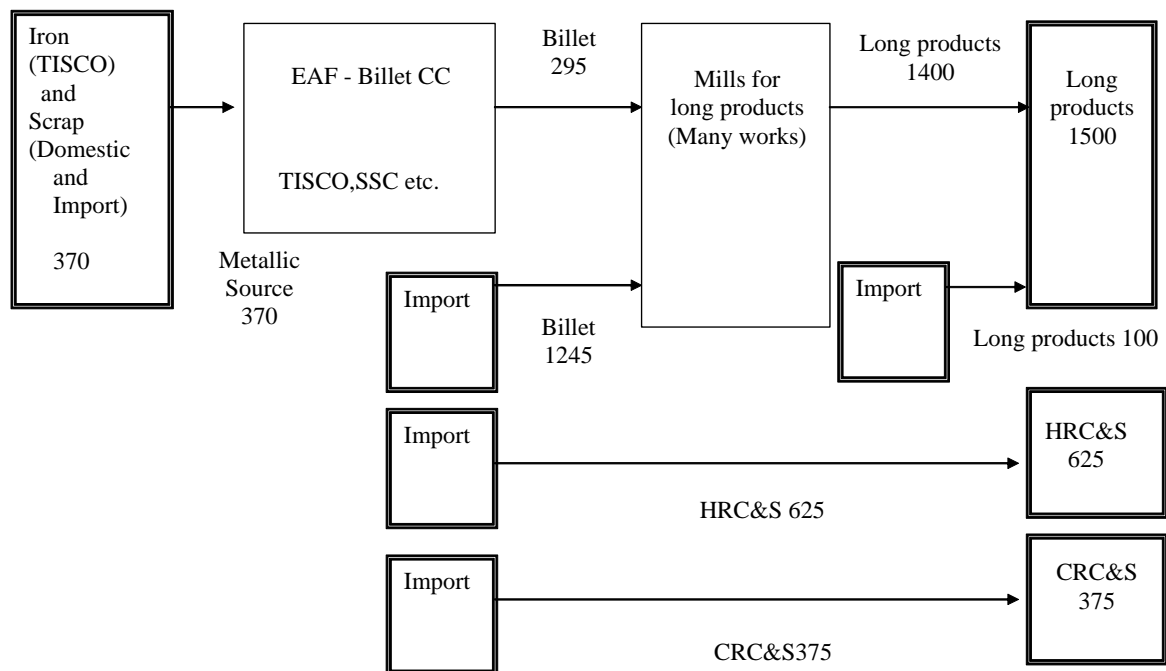 Iron
(TISCO)
and
Scrap
(Domestic
and
Import)
370
EAF - Billet CC
TISCO,SSC etc.
Metallic
Source
370
Billet
295
Import
Billet
1245
Mills for
long products
(Many works)
Long products
1400
Long
products
1500
Import
Long products 100
Import
HRC&S 625
HRC&S
625
Import
CRC&S375
CRC&S
375